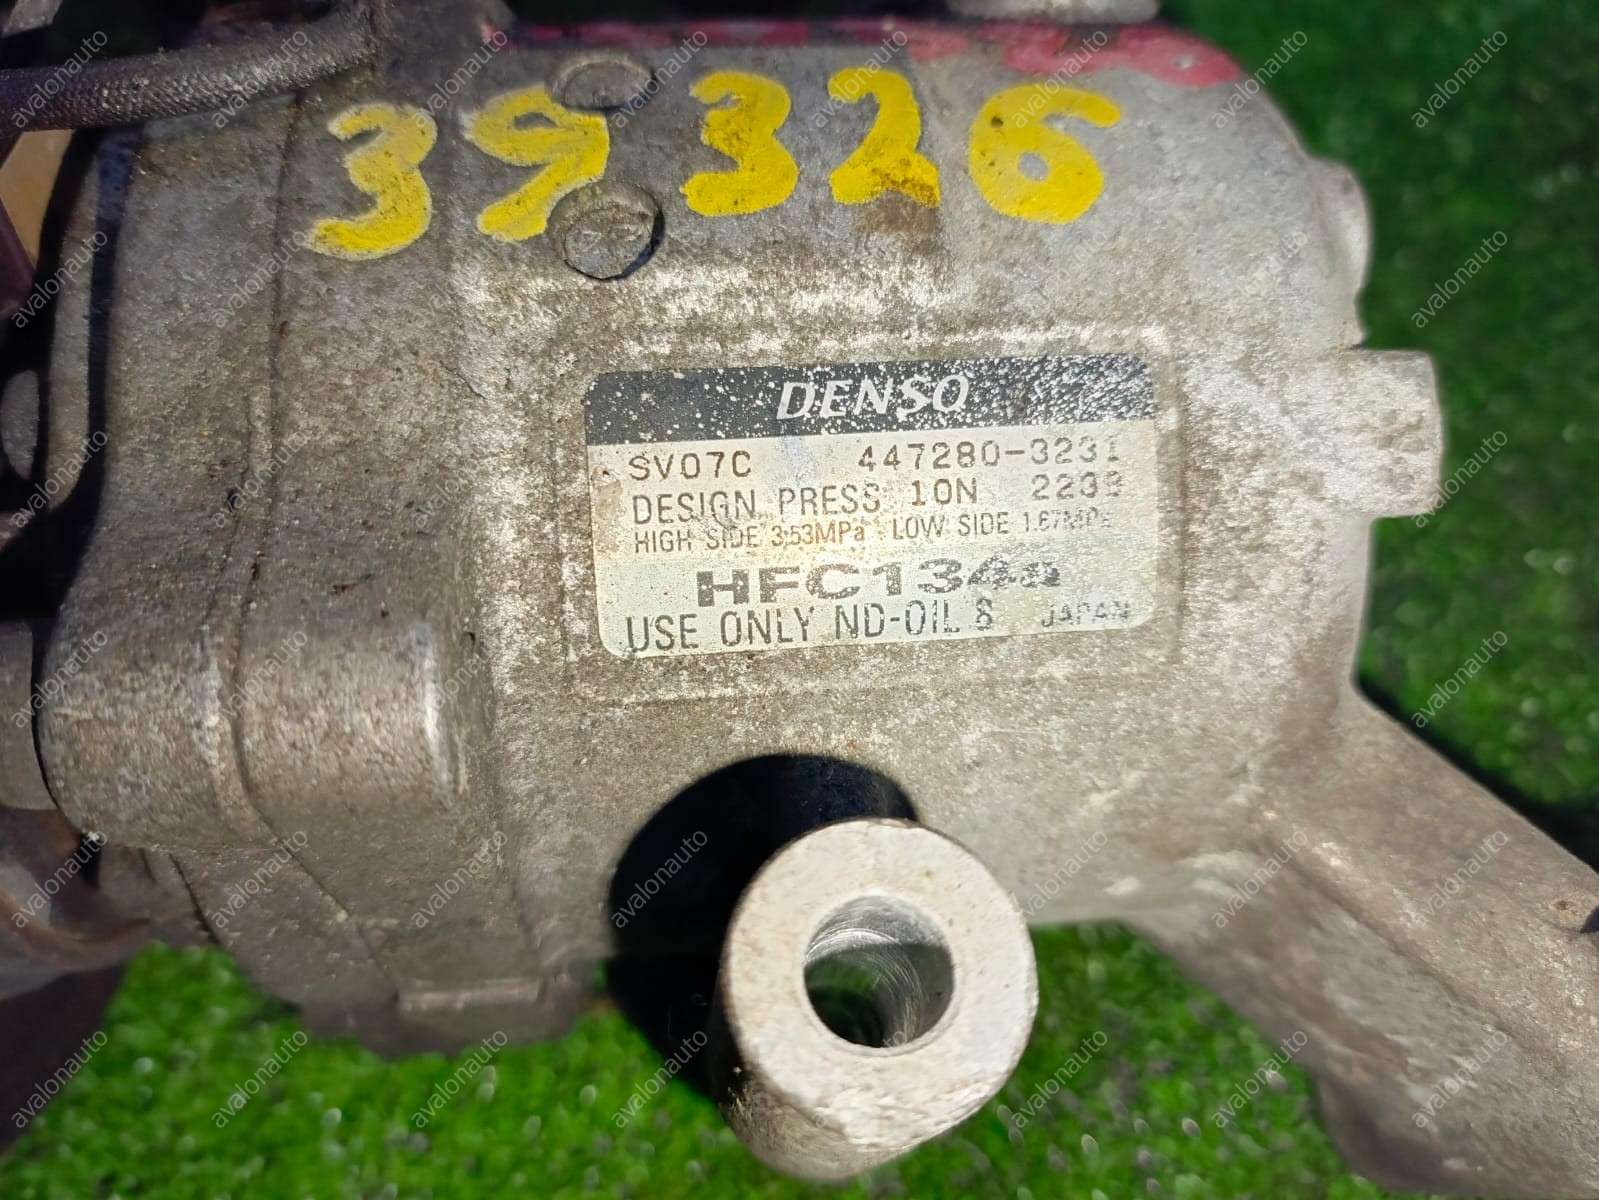 39326
DENSO
SV07C 447280-3231
DESIGN PRESS 10N 2239
HIGH SIDE 3.53MPa LOW SIDE 1.67MPa
HFC134a
USE ONLY ND-OIL 8 JAPAN
avalonauto